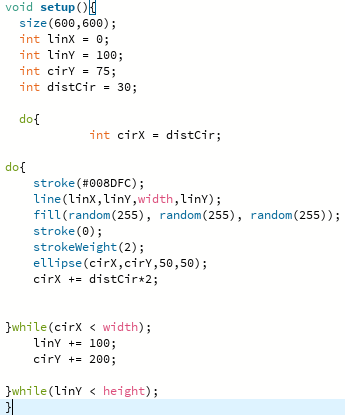 void setup(){
size(600,600);
int linX = 0;
int linY = 100;
int cirY = 75;
int distCir = 30;
do{
int cirX = distCir;
do{
stroke(#008DFC);
line(linX,linY,width,linY);
fill(random(255), random(255), random(255));
stroke(0);
strokeWeight(2);
ellipse(cirX,cirY,50,50);
cirX += distCir*2;
}while(cirX < width);
linY += 100;
cirY += 200;
}while(linY < height);
}